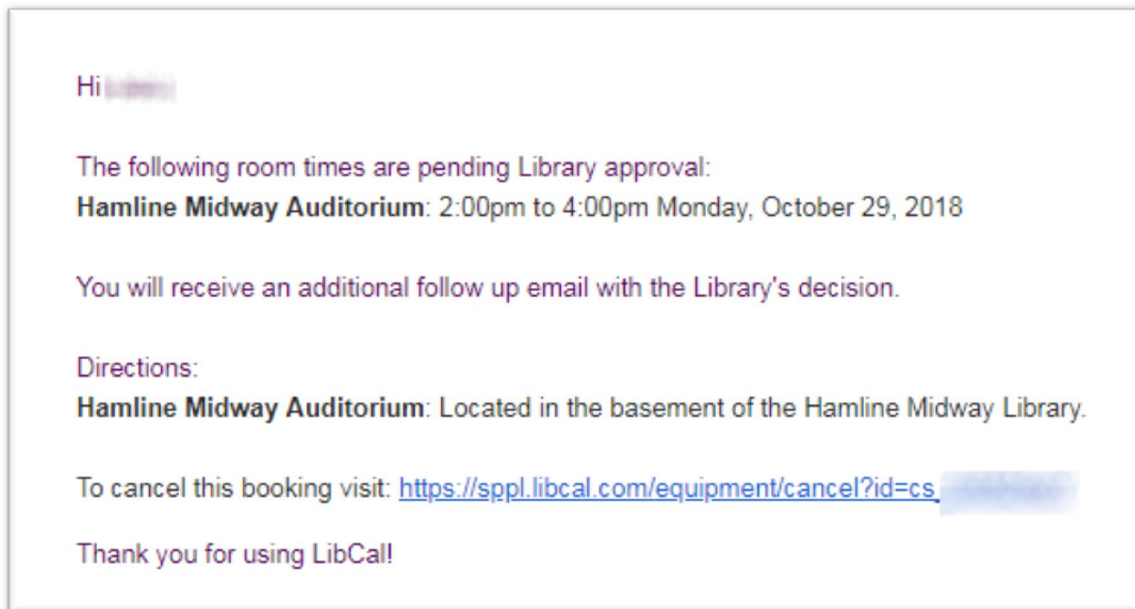 Hi
The following room times are pending Library approval:
Hamline Midway Auditorium: 2:00pm to 4:00pm Monday, October 29, 2018
You will receive an additional follow up email with the Library's decision.
Directions:
Hamline Midway Auditorium: Located in the basement of the Hamline Midway Library.
To cancel this booking visit: https://sppl.libcal.com/equipment/cancel?id=cs_
Thank you for using LibCal!